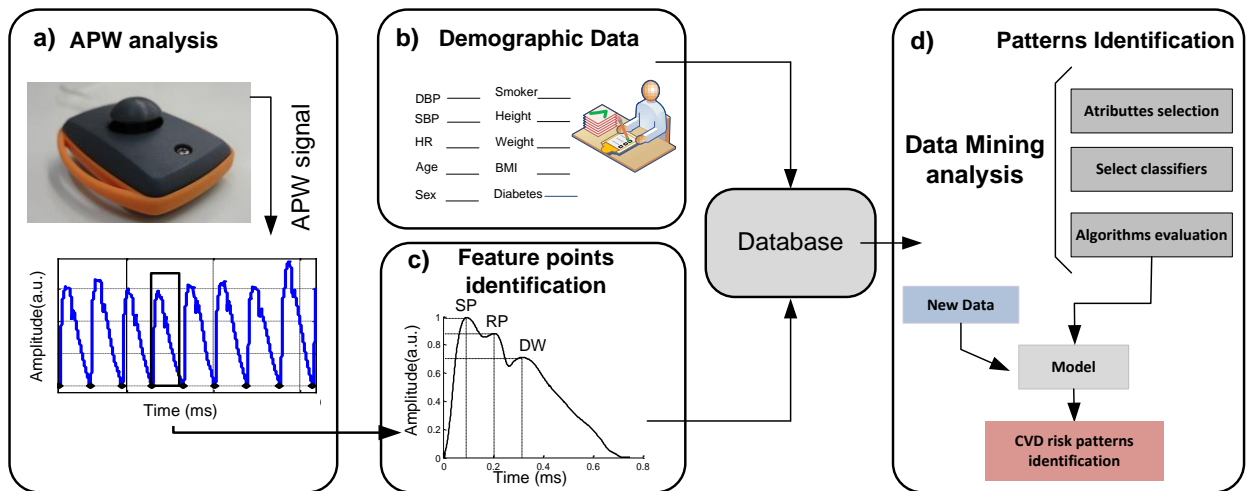 a) APW analysis
APW signal
Amplitude(a.u.)
Time (ms)
b) Demographic Data
DBP
SBP
HR
Age
Sex
Smoker
Height
Weight
BMI
Diabetes
c) Feature points
identification
SP
RP
DW
Amplitude(a.u.)
1
0.8
0.6
0.4
0.2
0
0
0.2
0.4
0.6
0.8
Time (ms)
Database
d) Patterns Identification
Data Mining
analysis
Atributtes selection
Select classifiers
Algorithms evaluation
New Data
Model
CVD risk patterns
identification